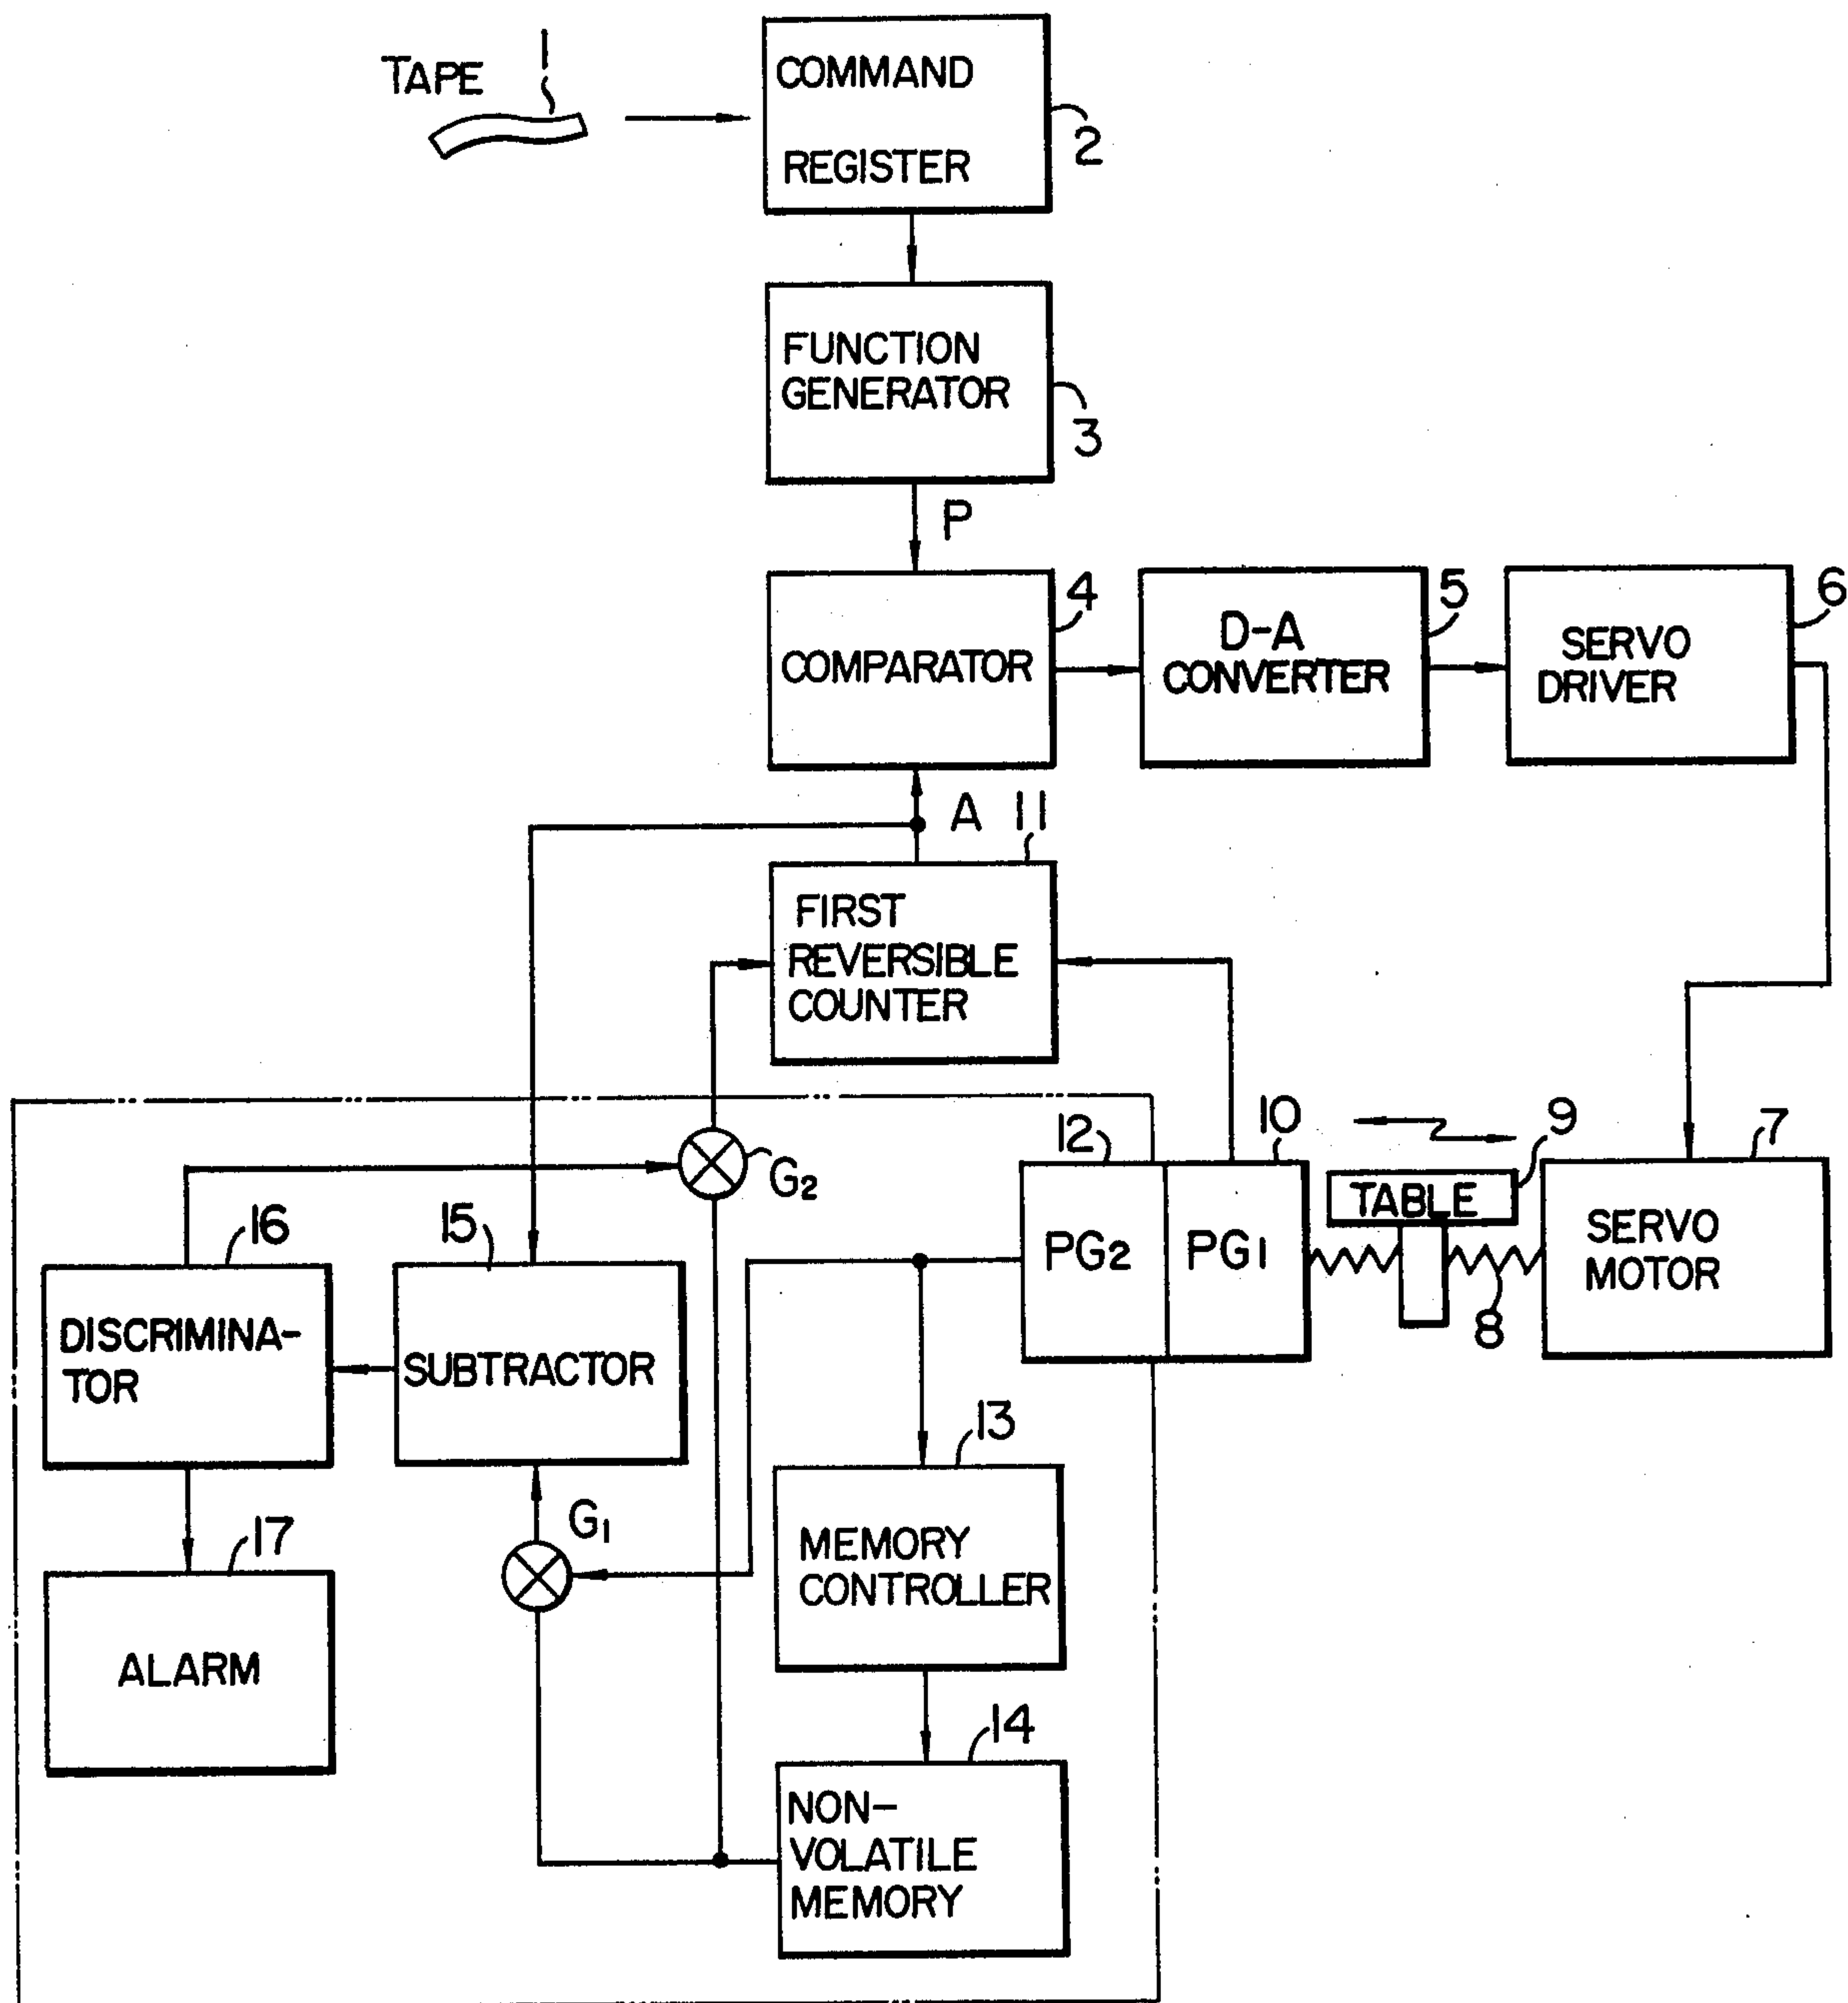 TAPE
1
COMMAND
REGISTER
2
FUNCTION
GENERATOR
3
P
COMPARATOR
4
D-A
CONVERTER
5
SERVO
DRIVER
6
A
11
FIRST
REVERSIBLE
COUNTER
G2
12
PG2
10
PG1
9
TABLE
8
7
SERVO
MOTOR
16
DISCRIMINA-
TOR
15
SUBTRACTOR
G1
13
MEMORY
CONTROLLER
17
ALARM
14
NON-
VOLATILE
MEMORY